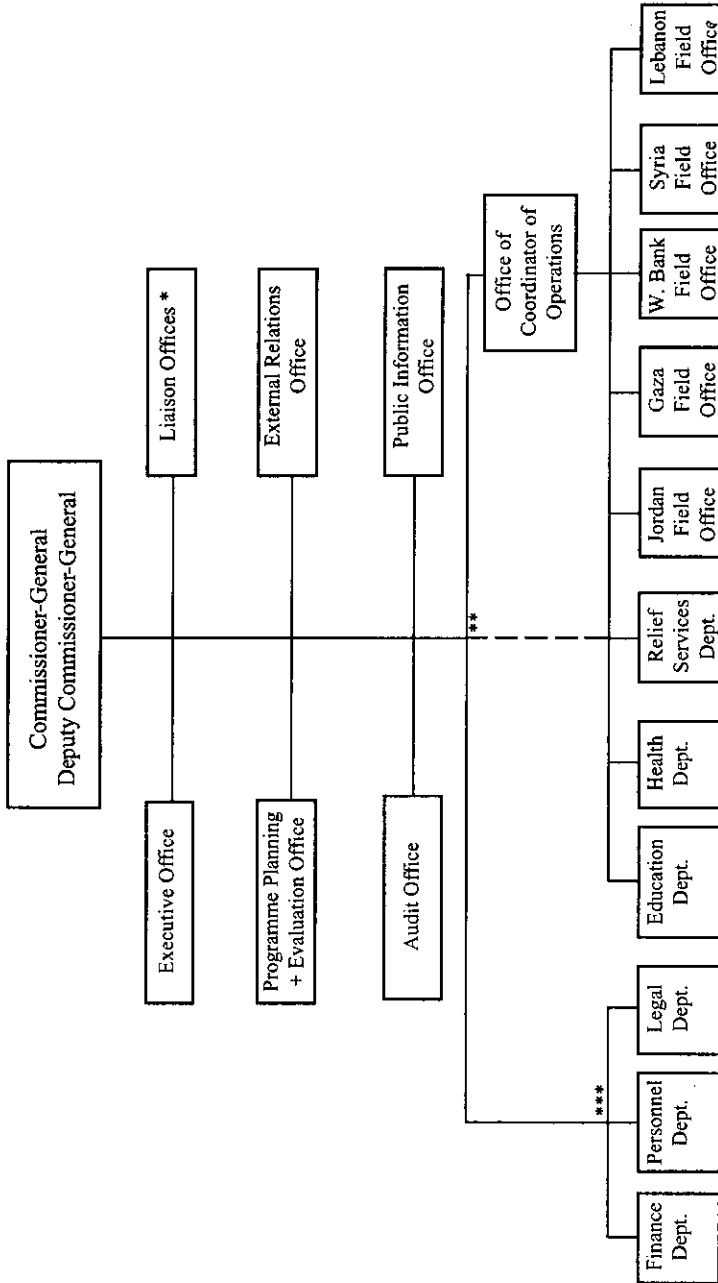 Commissioner-General
Deputy Commissioner-General
Executive Office
Liaison Offices *
Programme Planning
+ Evaluation Office
External Relations
Office
Audit Office
Public Information
Office
**
Office of
Coordinator of
Operations
***
Finance
Dept.
Personnel
Dept.
Legal
Dept.
Education
Dept.
Health
Dept.
Relief
Services
Dept.
Jordan
Field
Office
Gaza
Field
Office
W. Bank
Field
Office
Syria
Field
Office
Lebanon
Field
Office